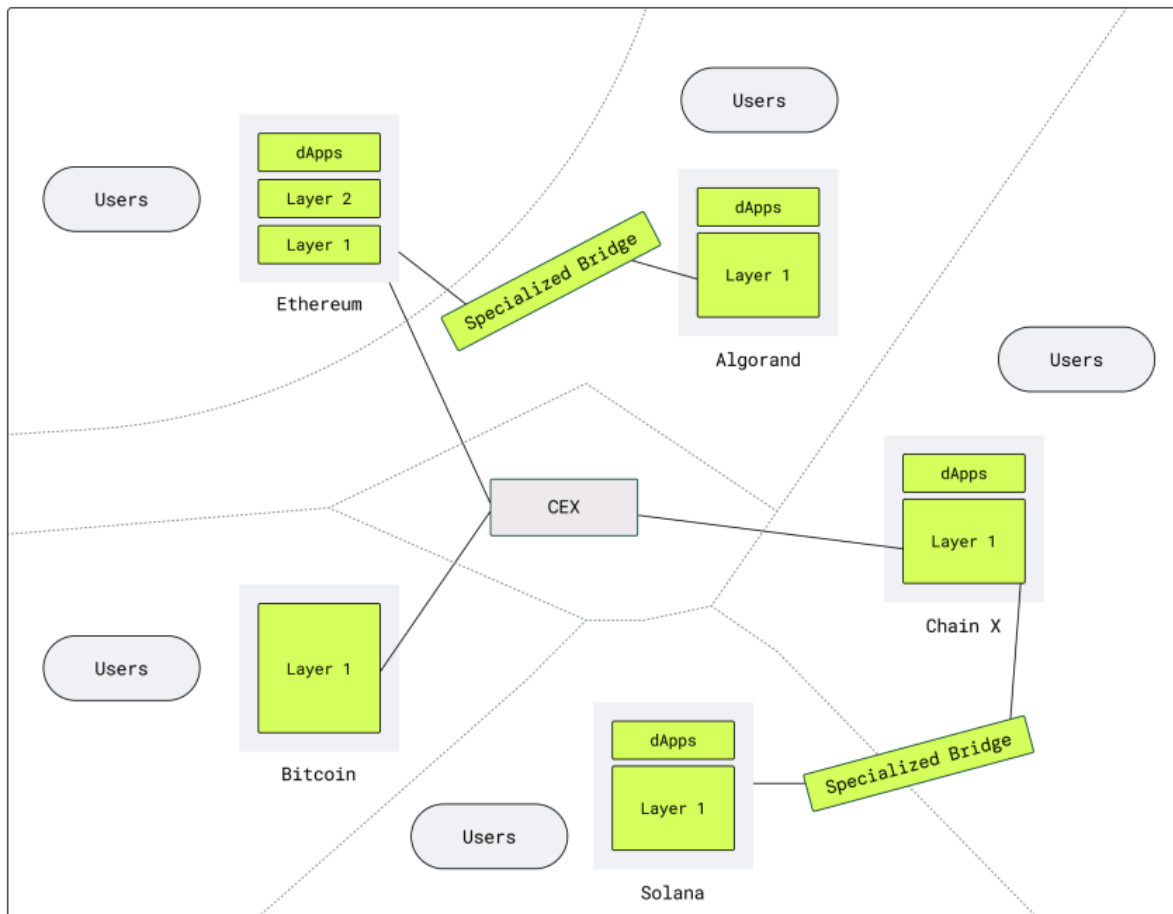 Users
dApps
Layer 2
Layer 1
Ethereum
Users
dApps
Layer 1
Algorand
Specialized Bridge
Users
dApps
Layer 1
Chain X
CEX
Users
Layer 1
Bitcoin
Users
dApps
Layer 1
Solana
Specialized Bridge